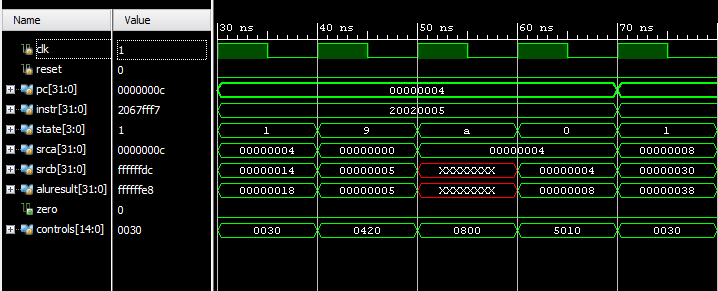 Name Value 30 ns 40 ns 50 ns 60 ns 70 ns
clk 1
reset 0
pc[31:0] 0000000c 00000004
instr[31:0] 2067fff7 20020005
state[3:0] 1 1 9 a 0 1
srca[31:0] 0000000c 00000004 00000000 00000004 00000008
srcb[31:0] ffffffdc 00000014 00000005 XXXXXXXX 00000004 00000030
aluresult[31:0] ffffffe8 00000018 00000005 XXXXXXXX 00000008 00000038
zero 0
controls[14:0] 0030 0030 0420 0800 5010 0030